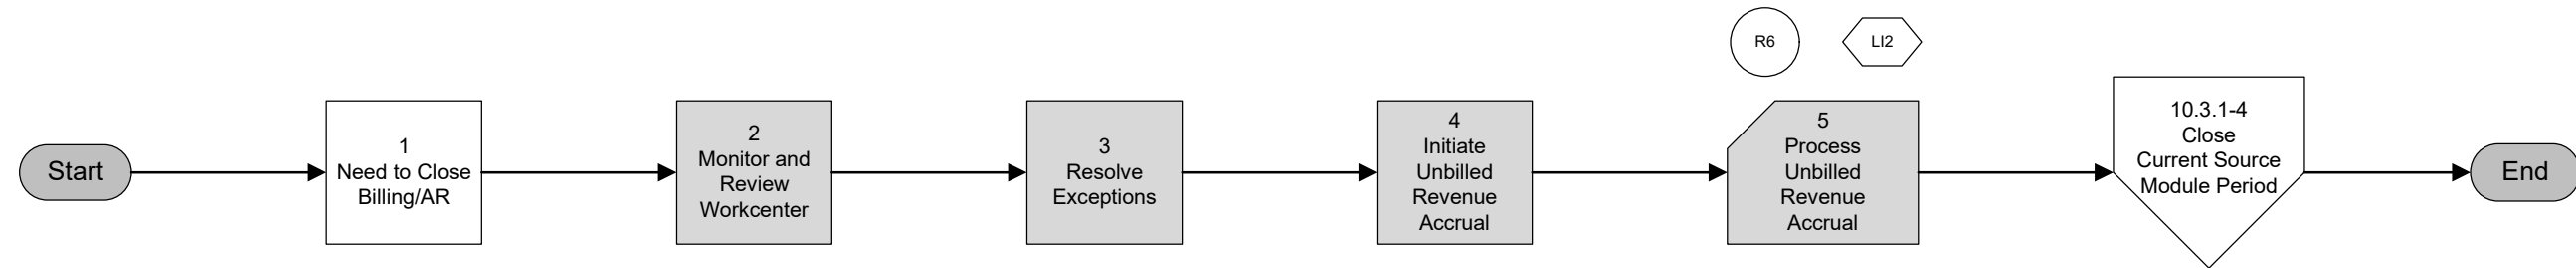 R6
LI2
Start
1
Need to Close
Billing/AR
2
Monitor and
Review
Workcenter
3
Resolve
Exceptions
4
Initiate
Unbilled
Revenue
Accrual
5
Process
Unbilled
Revenue
Accrual
10.3.1-4
Close
Current Source
Module Period
End